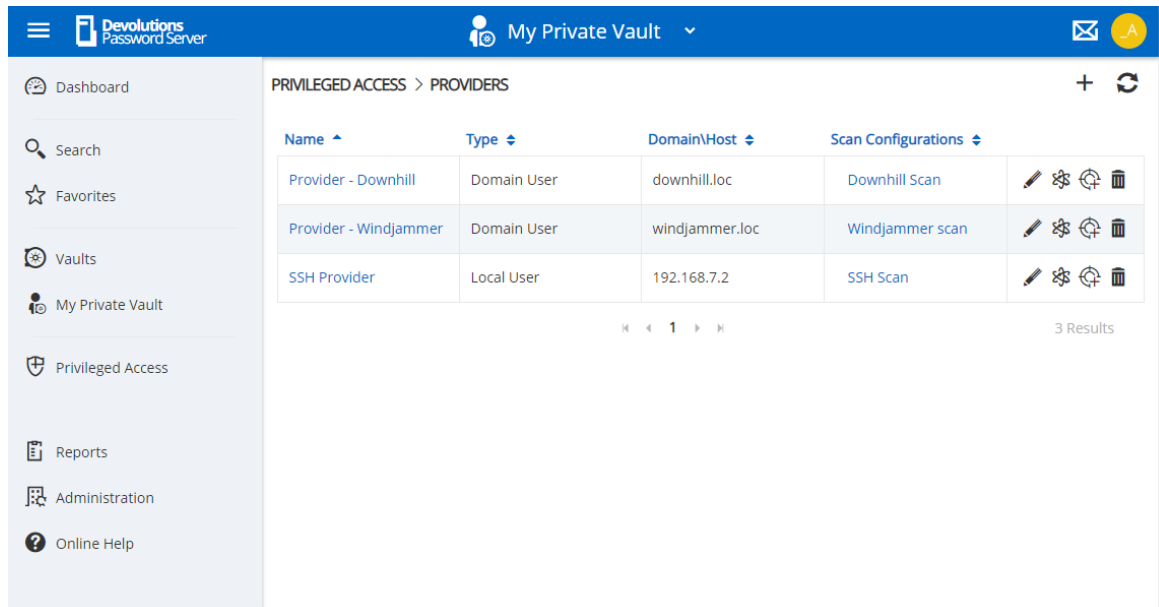 Devolutions
Password Server
My Private Vault
_A
Dashboard
Search
Favorites
Vaults
My Private Vault
Privileged Access
Reports
Administration
Online Help
PRIVILEGED ACCESS > PROVIDERS
Name Type Domain\Host Scan Configurations
Provider - Downhill Domain User downhill.loc Downhill Scan
Provider - Windjammer Domain User windjammer.loc Windjammer scan
SSH Provider Local User 192.168.7.2 SSH Scan
1
3 Results